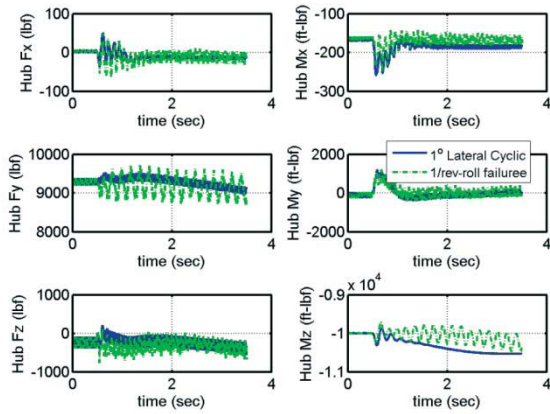 Hub Fx (lbf)
100
0
-100
0
2
4
time (sec)
Hub Mx (ft-lbf)
-100
-200
-300
0
2
4
time (sec)
Hub Fy (lbf)
10000
9000
8000
0
2
4
time (sec)
Hub My (ft-lbf)
2000
0
-2000
0
2
4
time (sec)
1° Lateral Cyclic
1/rev-roll failuree
Hub Fz (lbf)
1000
0
-1000
0
2
4
time (sec)
Hub Mz (ft-lbf)
x 10⁴
-0.9
-1
-1.1
0
2
4
time (sec)